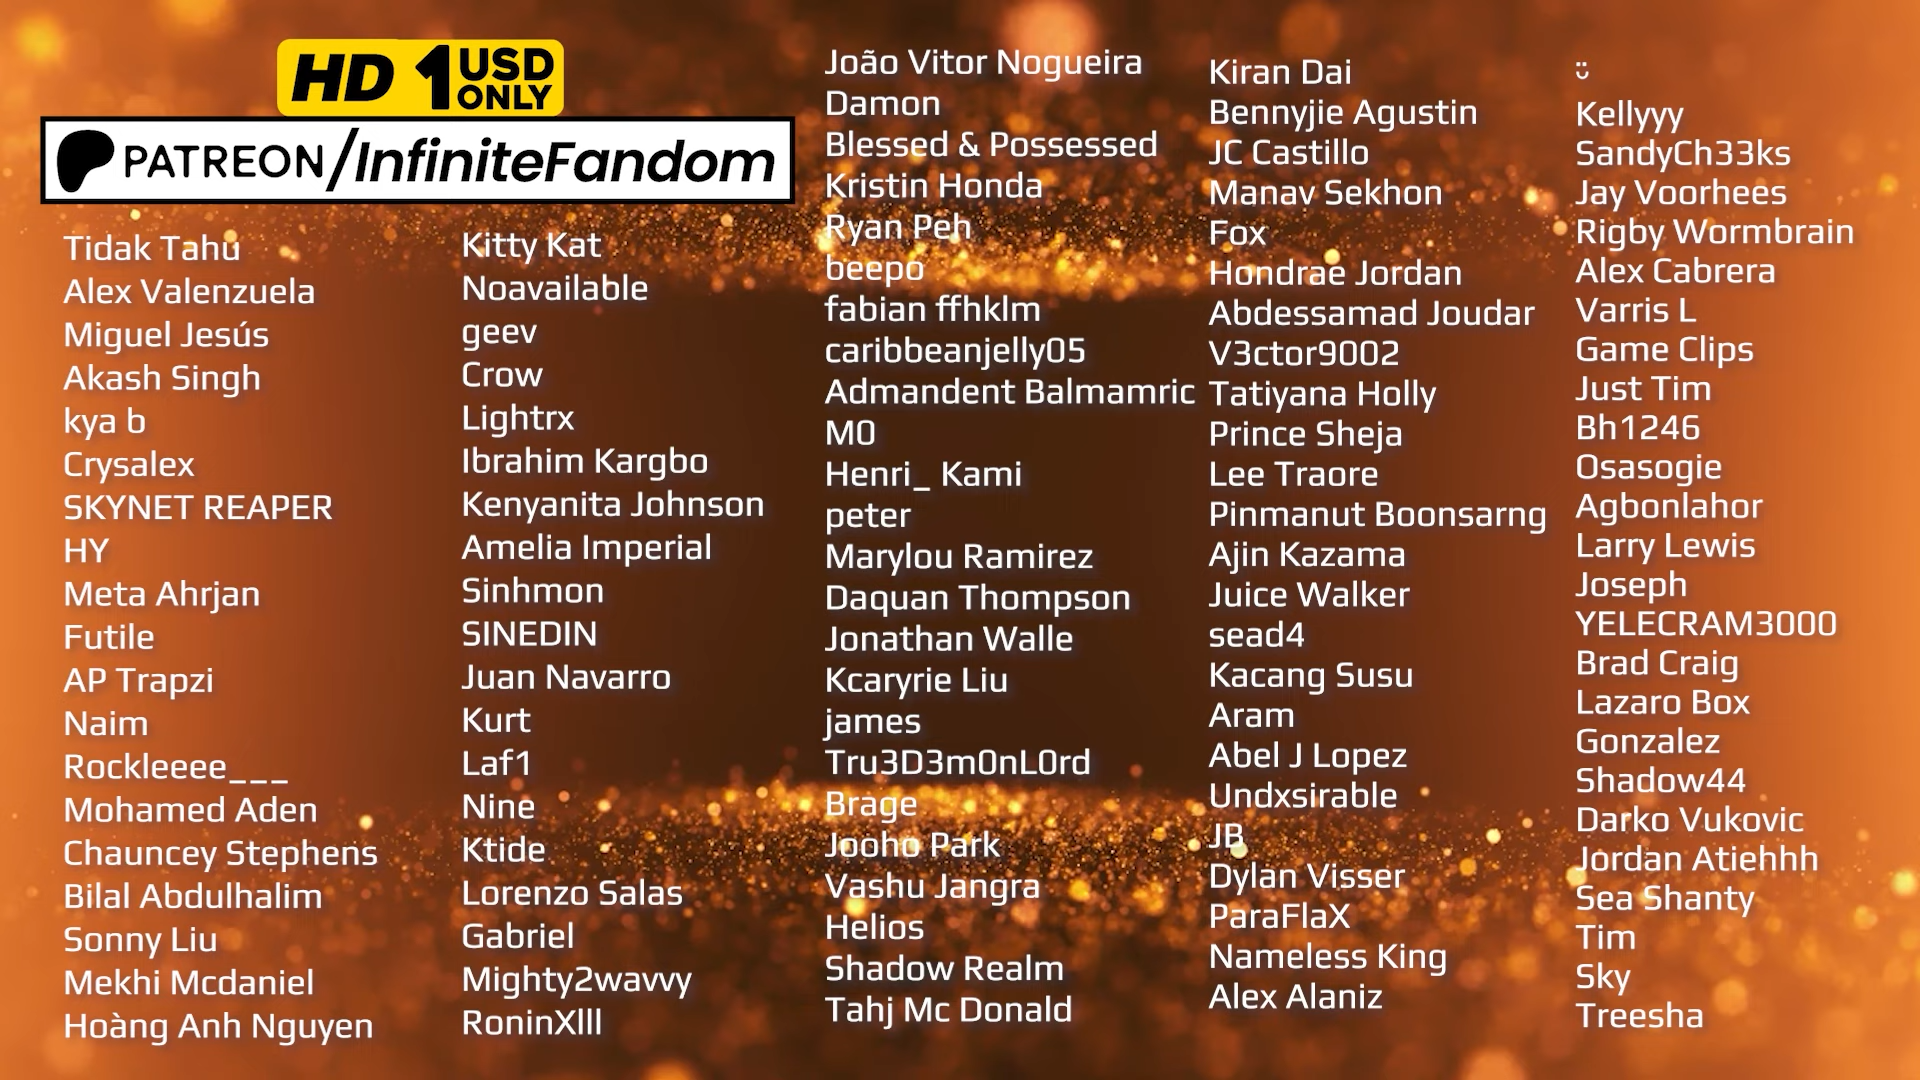 HD 1 USD ONLY
PATREON/InfiniteFandom
Tidak Tahu
Alex Valenzuela
Miguel Jesús
Akash Singh
kya b
Crysalex
SKYNET REAPER
HY
Meta Ahrjan
Futile
AP Trapzi
Naim
Rockleeee___
Mohamed Aden
Chauncey Stephens
Bilal Abdulhalim
Sonny Liu
Mekhi Mcdaniel
Hoàng Anh Nguyen
Kitty Kat
Noavailable
geev
Crow
Lightrx
Ibrahim Kargbo
Kenyanita Johnson
Amelia Imperial
Sinhmon
SINEDIN
Juan Navarro
Kurt
Laf1
Nine
Ktide
Lorenzo Salas
Gabriel
Mighty2wavvy
RoninXlll
João Vitor Nogueira
Damon
Blessed & Possessed
Kristin Honda
Ryan Peh
beepo
fabian ffhklm
caribbeanjelly05
Admandent Balmamric
M0
Henri_ Kami
peter
Marylou Ramirez
Daquan Thompson
Jonathan Walle
Kcaryrie Liu
james
Tru3D3m0nL0rd
Brage
Jooho Park
Vashu Jangra
Helios
Shadow Realm
Tahj Mc Donald
Kiran Dai
Bennyjie Agustin
JC Castillo
Manav Sekhon
Fox
Hondrae Jordan
Abdessamad Joudar
V3ctor9002
Tatiyana Holly
Prince Sheja
Lee Traore
Pinmanut Boonsarng
Ajin Kazama
Juice Walker
sead4
Kacang Susu
Aram
Abel J Lopez
Undxsirable
JB
Dylan Visser
ParaFlaX
Nameless King
Alex Alaniz
Kellyyy
SandyCh33ks
Jay Voorhees
Rigby Wormbrain
Alex Cabrera
Varris L
Game Clips
Just Tim
Bh1246
Osasogie
Agbonlahor
Larry Lewis
Joseph
YELECRAM3000
Brad Craig
Lazaro Box
Gonzalez
Shadow44
Darko Vukovic
Jordan Atiehhh
Sea Shanty
Tim
Sky
Treesha